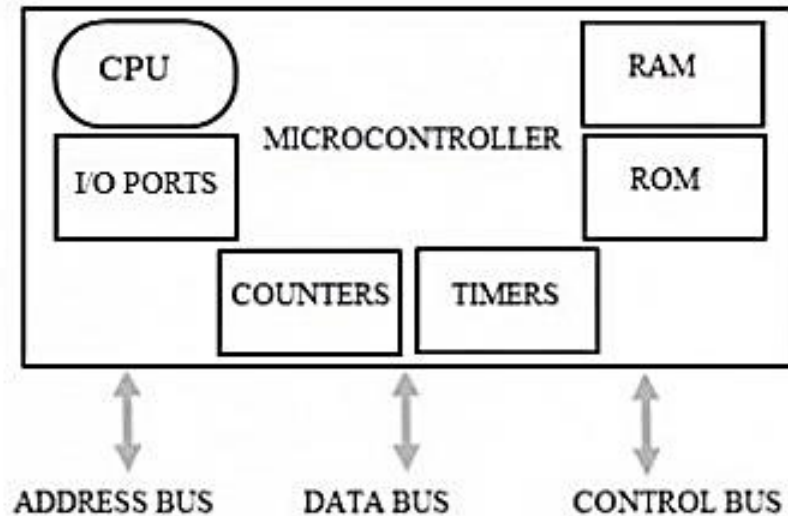 CPU
RAM
MICROCONTROLLER
I/O PORTS
ROM
COUNTERS
TIMERS
ADDRESS BUS
DATA BUS
CONTROL BUS